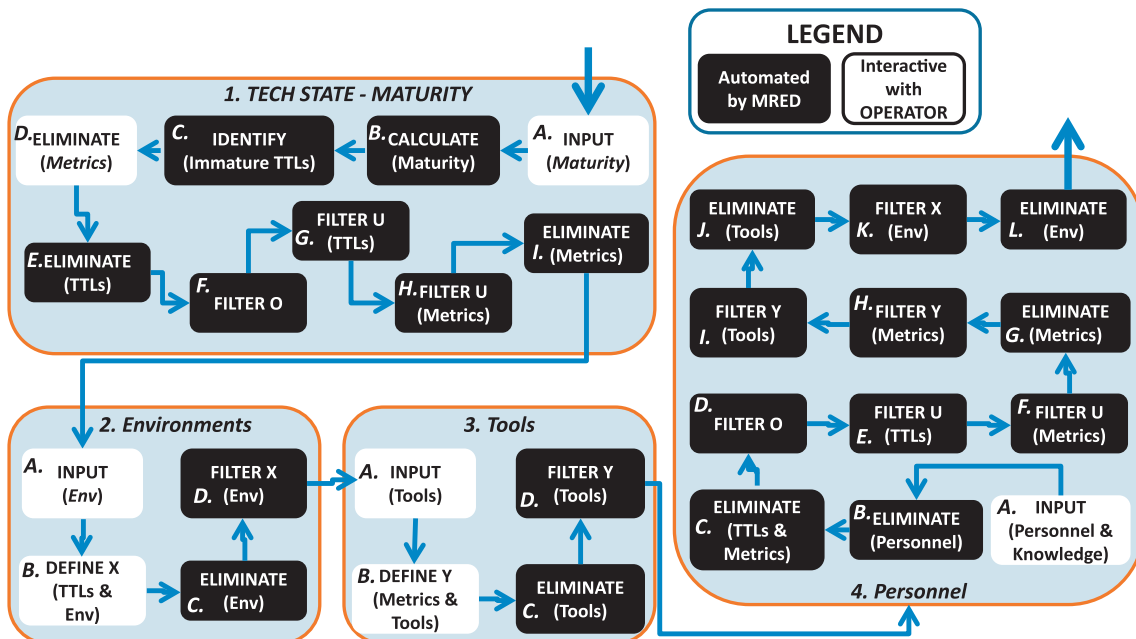 LEGEND
Automated
by MRED
Interactive
with
OPERATOR
1. TECH STATE - MATURITY
A.
INPUT
(Maturity)
B.
CALCULATE
(Maturity)
C.
IDENTIFY
(Immature TTLs)
D.
ELIMINATE
(Metrics)
E.
ELIMINATE
(TTLs)
F.
FILTER O
FILTER U
G.
(TTLs)
H.
FILTER U
(Metrics)
ELIMINATE
I.
(Metrics)
2. Environments
A.
INPUT
(Env)
B.
DEFINE X
(TTLs &
Env)
ELIMINATE
C.
(Env)
FILTER X
D.
(Env)
3. Tools
A.
INPUT
(Tools)
B.
DEFINE Y
(Metrics &
Tools)
ELIMINATE
C.
(Tools)
FILTER Y
D.
(Tools)
ELIMINATE
J.
(Tools)
FILTER X
K.
(Env)
ELIMINATE
L.
(Env)
FILTER Y
I.
(Tools)
H.
FILTER Y
(Metrics)
ELIMINATE
G.
(Metrics)
D.
FILTER O
FILTER U
E.
(TTLs)
F.
FILTER U
(Metrics)
ELIMINATE
C.
(TTLs &
Metrics)
B.
ELIMINATE
(Personnel)
A.
INPUT
(Personnel &
Knowledge)
4. Personnel